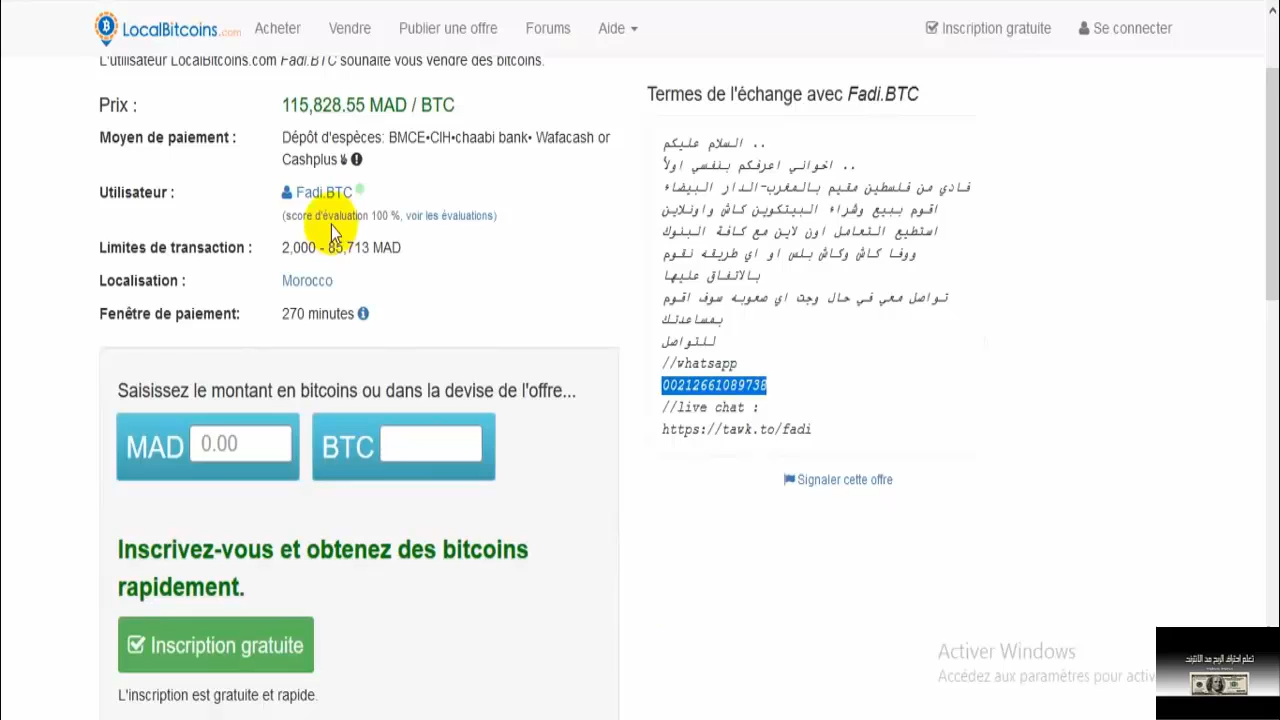 LocalBitcoins.com
Acheter
Vendre
Publier une offre
Forums
Aide
Inscription gratuite
Se connecter
L'utilisateur LocalBitcoins.com Fadi.BTC souhaite vous vendre des bitcoins.
Prix :
115,828.55 MAD / BTC
Moyen de paiement :
Dépôt d'espèces: BMCE•CIH•chaabi bank• Wafacash or
Cashplus
Utilisateur :
Fadi.BTC
(score d'évaluation 100 %, voir les évaluations)
Limites de transaction :
2,000 - 85,713 MAD
Localisation :
Morocco
Fenêtre de paiement:
270 minutes
Saisissez le montant en bitcoins ou dans la devise de l'offre...
MAD 0.00
BTC
Inscrivez-vous et obtenez des bitcoins
rapidement.
Inscription gratuite
L'inscription est gratuite et rapide.
Termes de l'échange avec Fadi.BTC
السلام عليكم ..
اخواني اعرفكم بنفسي اولاً ..
فادي من فلسطين مقيم بالمغرب-الدار البيضاء
اقوم ببيع وشراء البيتكوين كاش واونلاين
استطيع التعامل اون لاين مع كافة البنوك
ووفا كاش وكاش بلس او اي طريقه نقوم
بالاتفاق عليها
تواصل معي في حال وجت اي صعوبه سوف اقوم
بمساعدتك
للتواصل
//whatsapp
00212661089738
//live chat :
https://tawk.to/fadi
Signaler cette offre
Activer Windows
Accédez aux paramètres pour activ
تعلم احتراف الربح من الانترنت